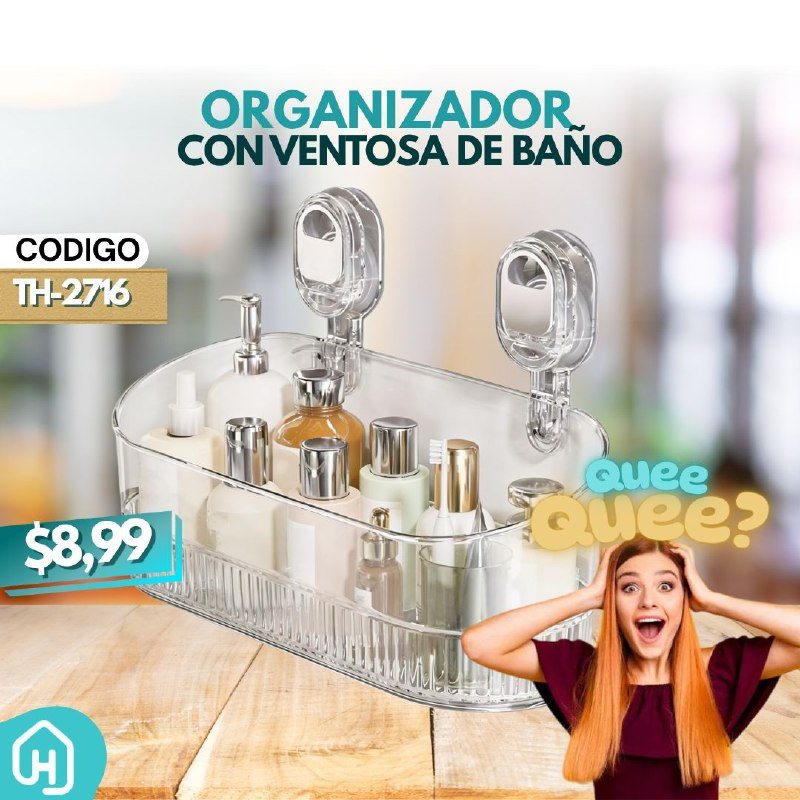 ORGANIZADOR
CON VENTOSA DE BAÑO
CODIGO
TH-2716
$8,99
Quee
Quee?